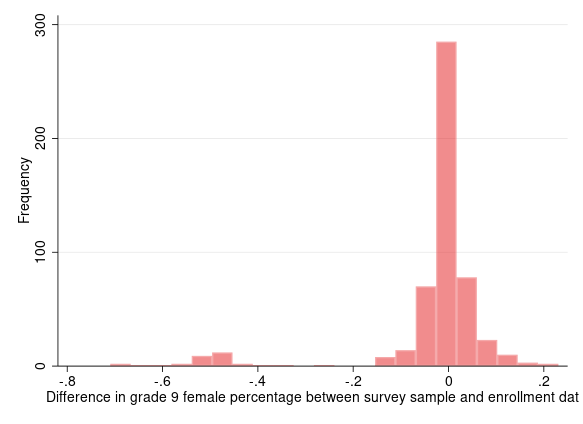 300
200
100
0
Frequency
-.8 -.6 -.4 -.2 0 .2
Difference in grade 9 female percentage between survey sample and enrollment dat